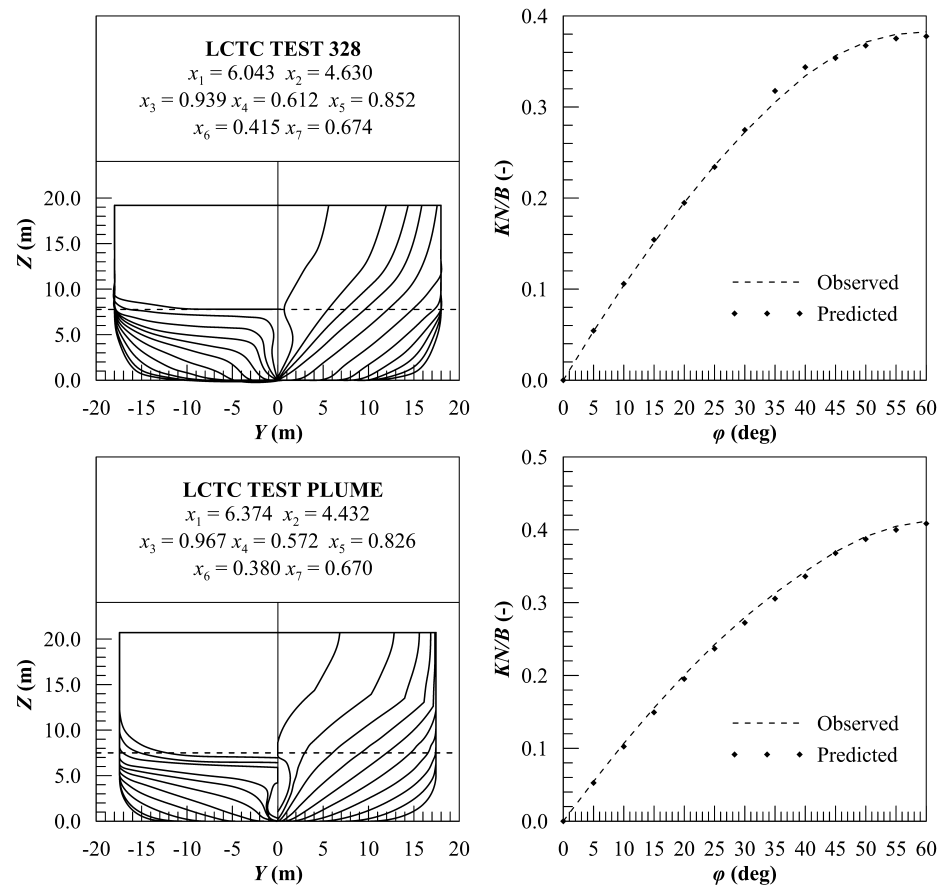 LCTC TEST 328
x1 = 6.043 x2 = 4.630
x3 = 0.939 x4 = 0.612 x5 = 0.852
x6 = 0.415 x7 = 0.674
Z (m)
20.0
15.0
10.0
5.0
0.0
-20 -15 -10 -5 0 5 10 15 20
Y (m)
KN/B (-)
0.4
0.3
0.2
0.1
0.0
Observed
Predicted
0 5 10 15 20 25 30 35 40 45 50 55 60
φ (deg)
LCTC TEST PLUME
x1 = 6.374 x2 = 4.432
x3 = 0.967 x4 = 0.572 x5 = 0.826
x6 = 0.380 x7 = 0.670
Z (m)
20.0
15.0
10.0
5.0
0.0
-20 -15 -10 -5 0 5 10 15 20
Y (m)
KN/B (-)
0.5
0.4
0.3
0.2
0.1
0.0
Observed
Predicted
0 5 10 15 20 25 30 35 40 45 50 55 60
φ (deg)